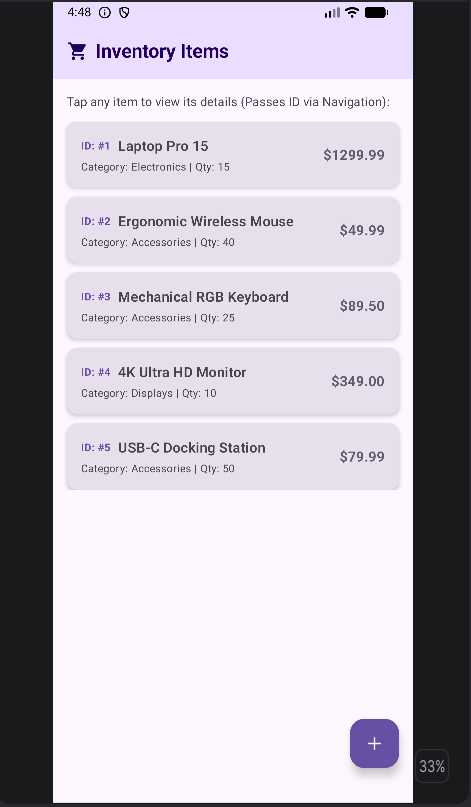 4:48
Inventory Items
Tap any item to view its details (Passes ID via Navigation):
ID: #1 Laptop Pro 15
$1299.99
Category: Electronics | Qty: 15
ID: #2 Ergonomic Wireless Mouse
$49.99
Category: Accessories | Qty: 40
ID: #3 Mechanical RGB Keyboard
$89.50
Category: Accessories | Qty: 25
ID: #4 4K Ultra HD Monitor
$349.00
Category: Displays | Qty: 10
ID: #5 USB-C Docking Station
$79.99
Category: Accessories | Qty: 50
+
33%